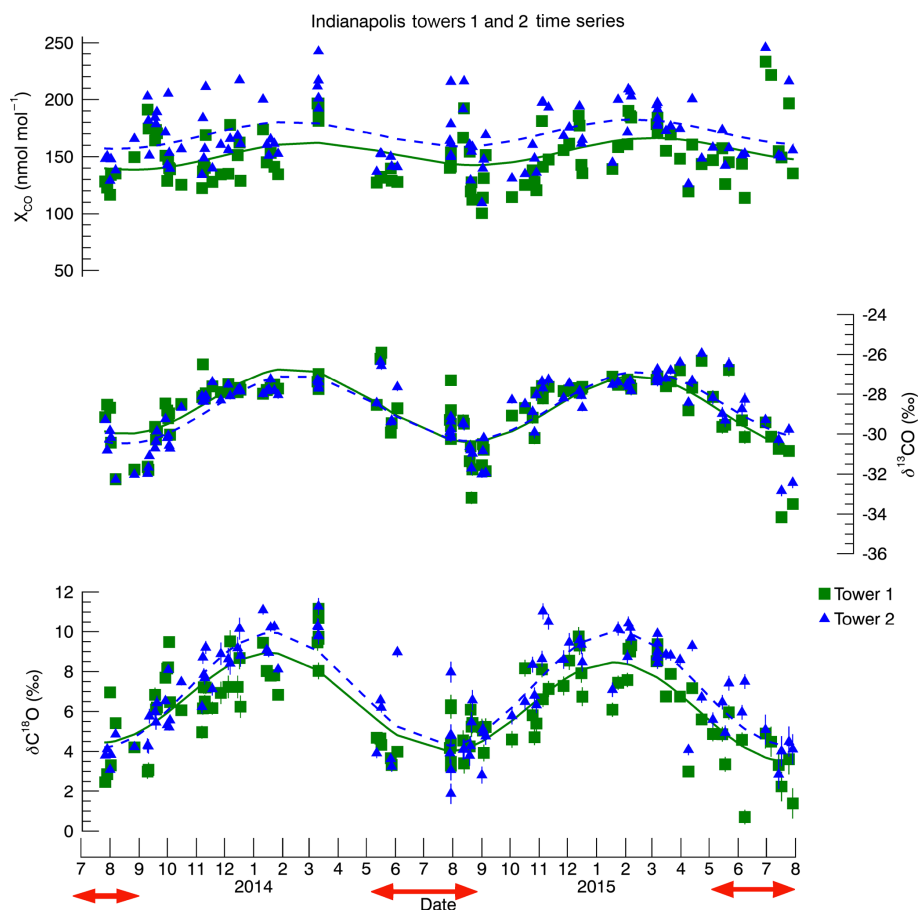 Indianapolis towers 1 and 2 time series
250
200
150
100
50
X_CO (nmol mol⁻¹)
-24
-26
-28
-30
-32
-34
-36
δ¹³CO (‰)
12
10
8
6
4
2
0
δC¹⁸O (‰)
Tower 1
Tower 2
7 8 9 10 11 12 1 2 3 4 5 6 7 8 9 10 11 12 1 2 3 4 5 6 7 8
2014 2015
Date